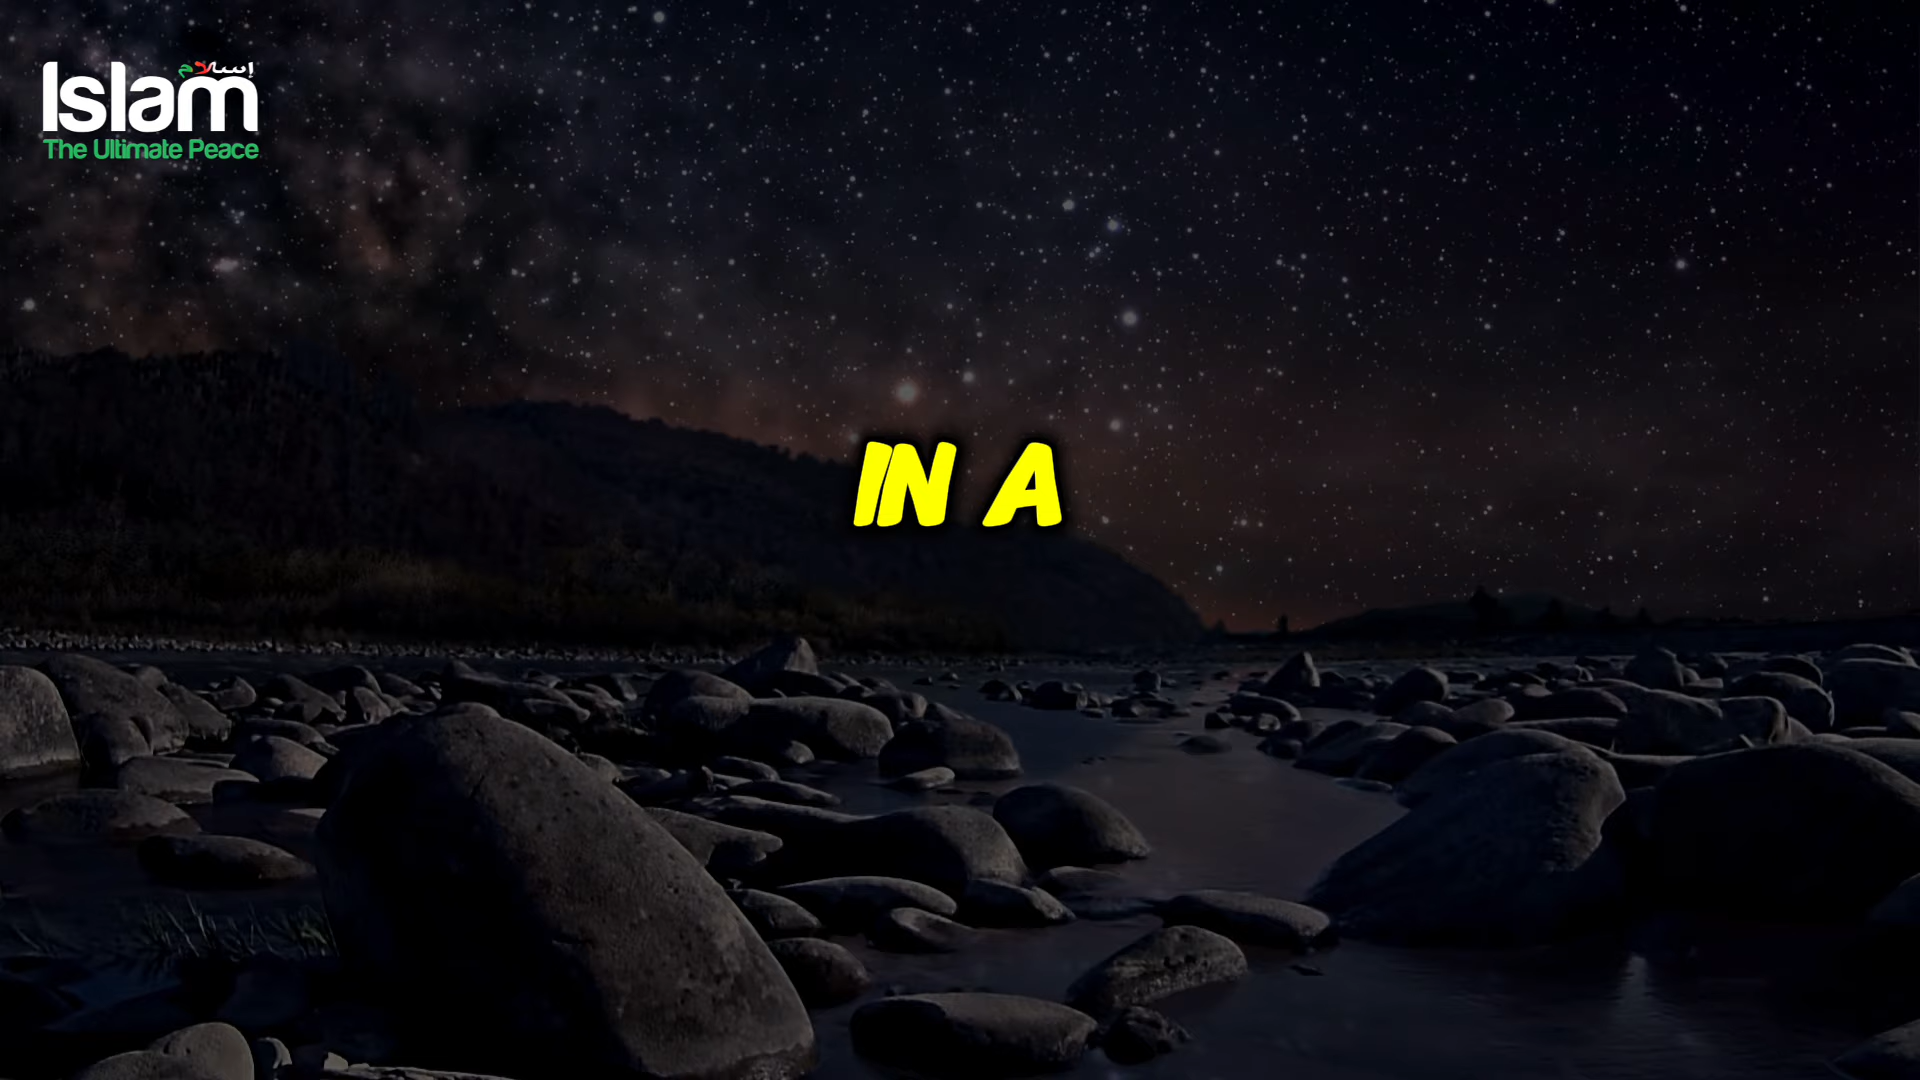 Islam
إسلام
The Ultimate Peace
IN A